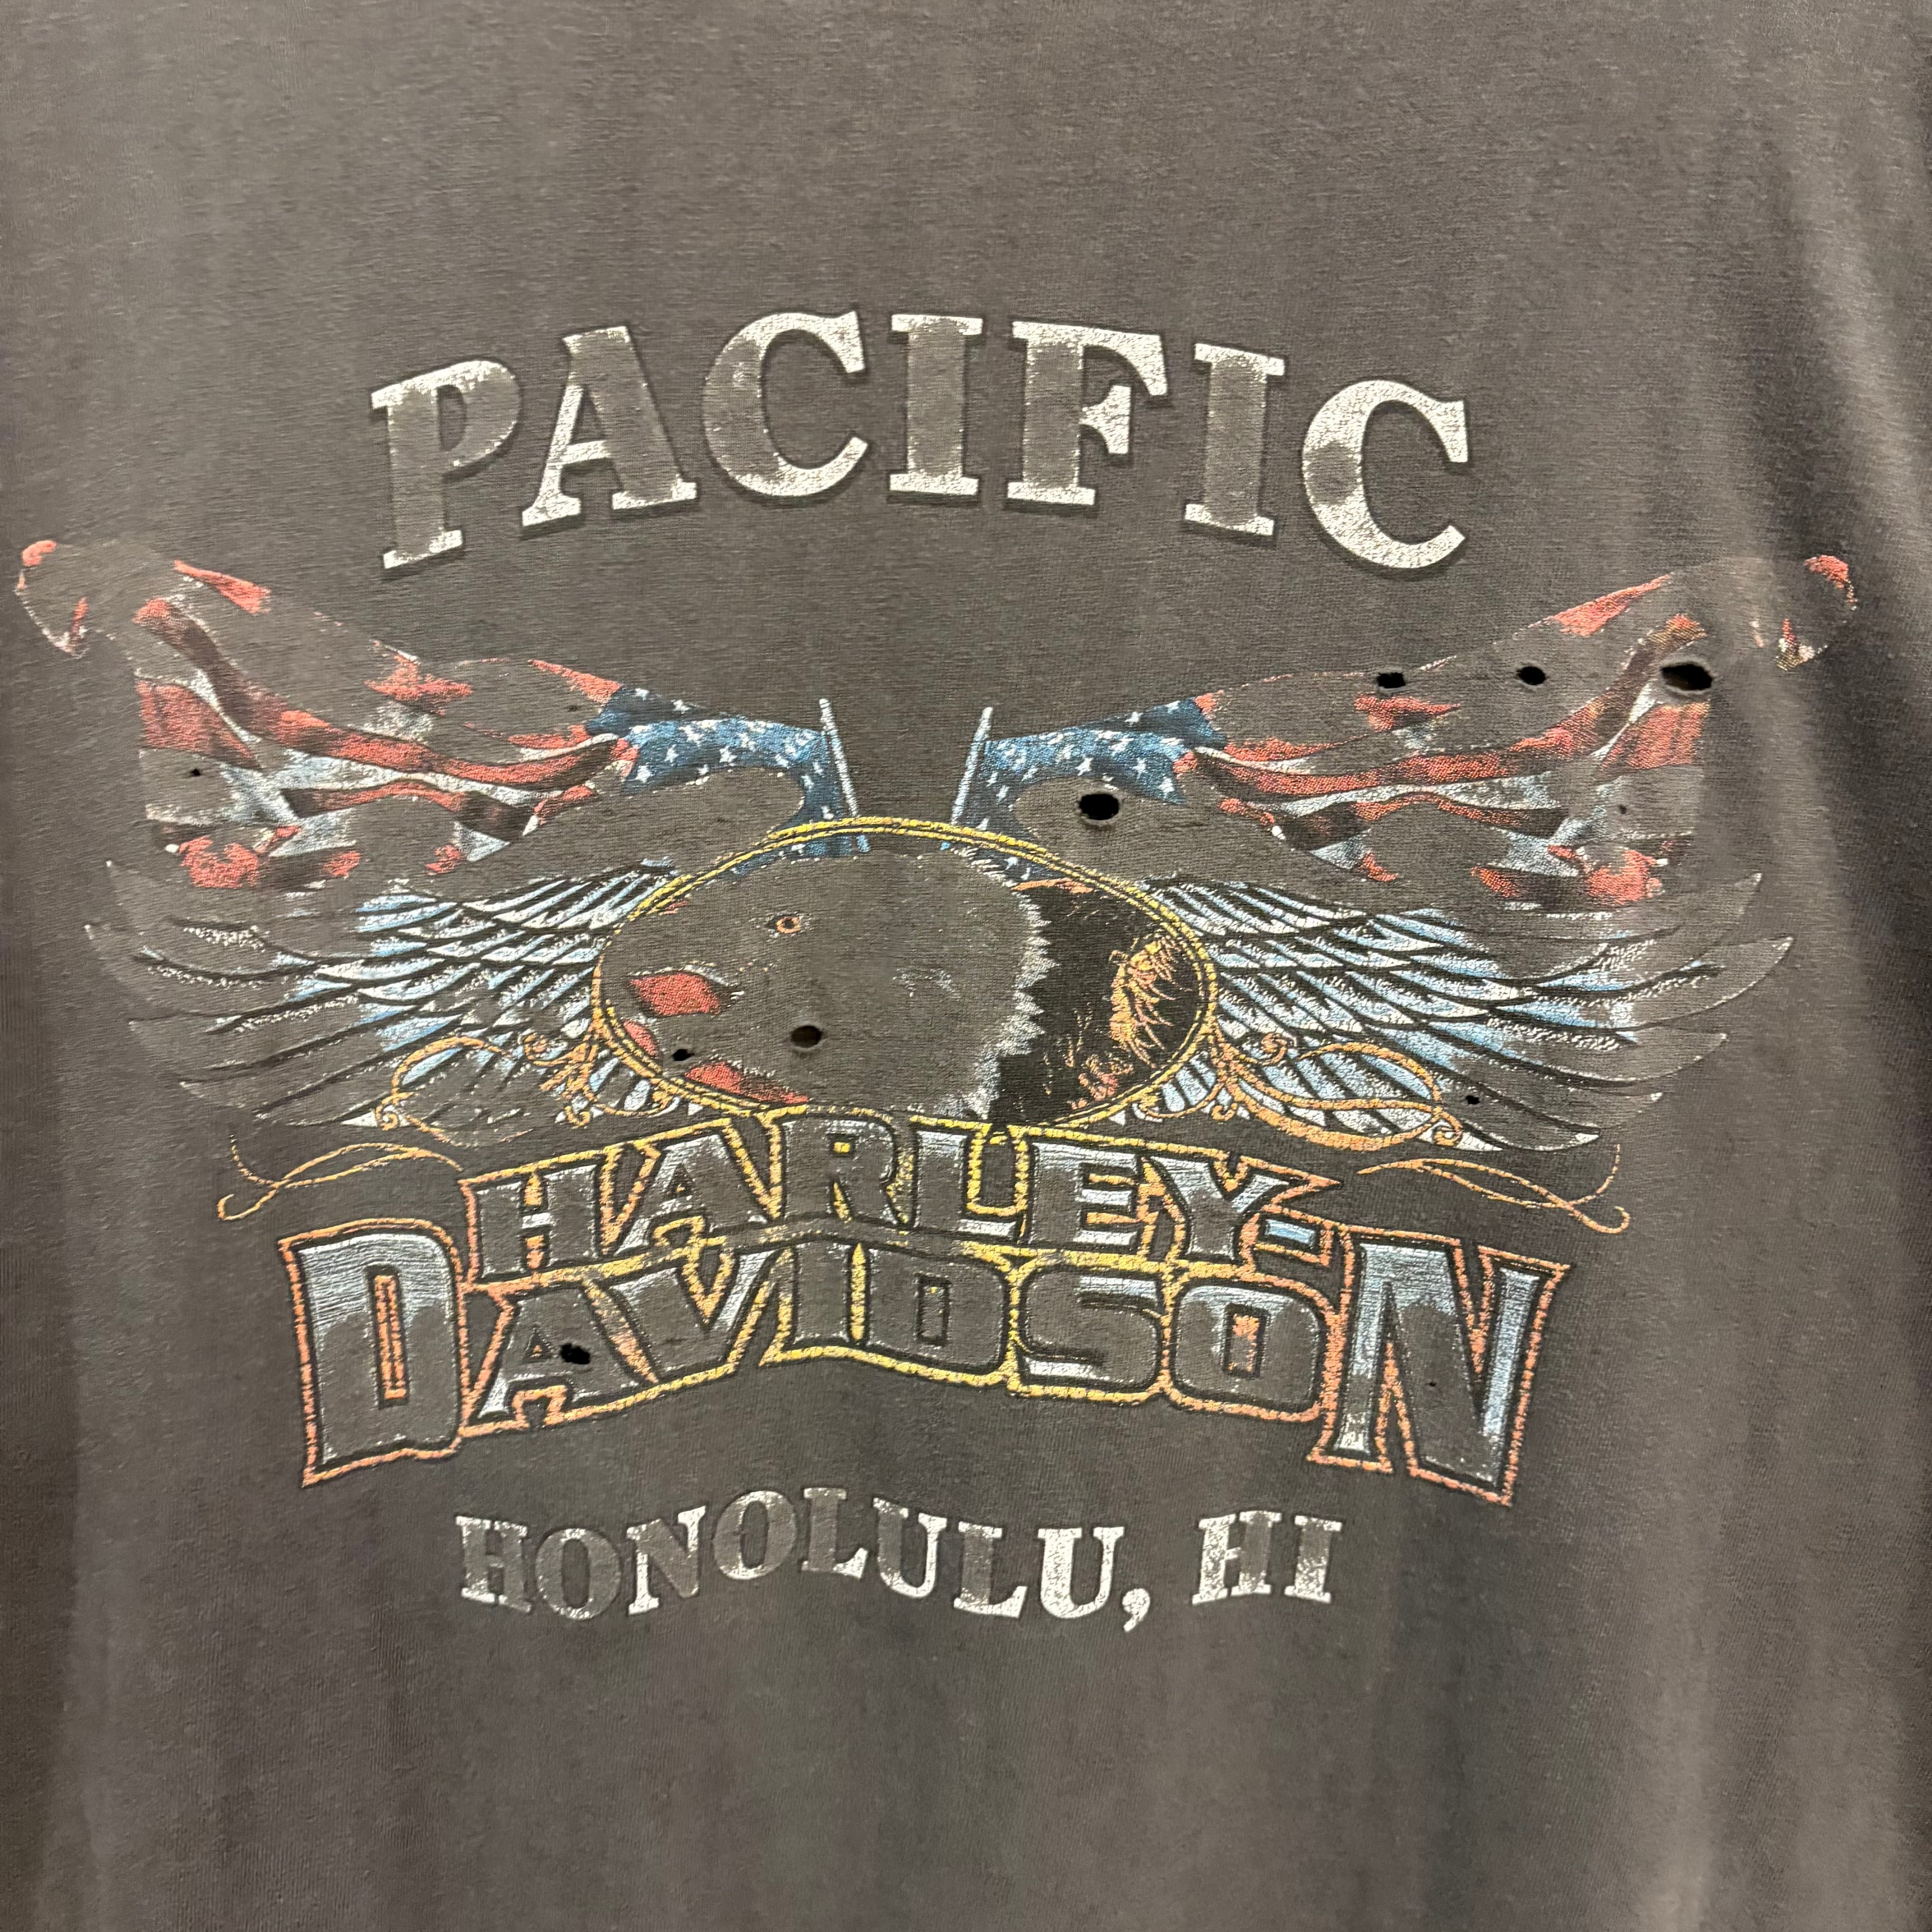 PACIFIC
HARLEY-
DAVIDSON
HONOLULU, HI